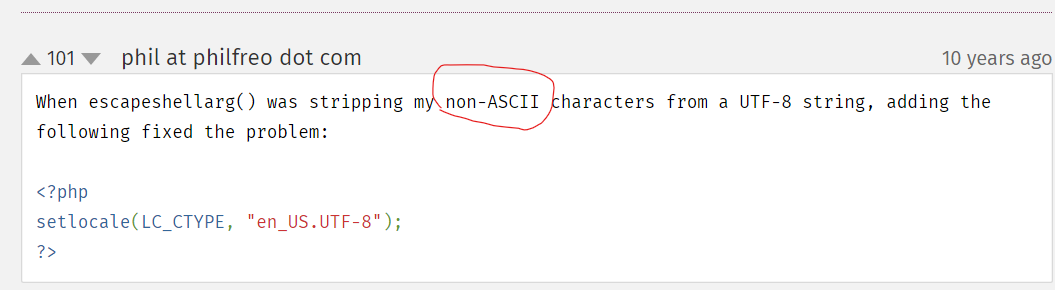 101 phil at philfreo dot com 10 years ago
When escapeshellarg() was stripping my non-ASCII characters from a UTF-8 string, adding the
following fixed the problem:
<?php
setlocale(LC_CTYPE, "en_US.UTF-8");
?>